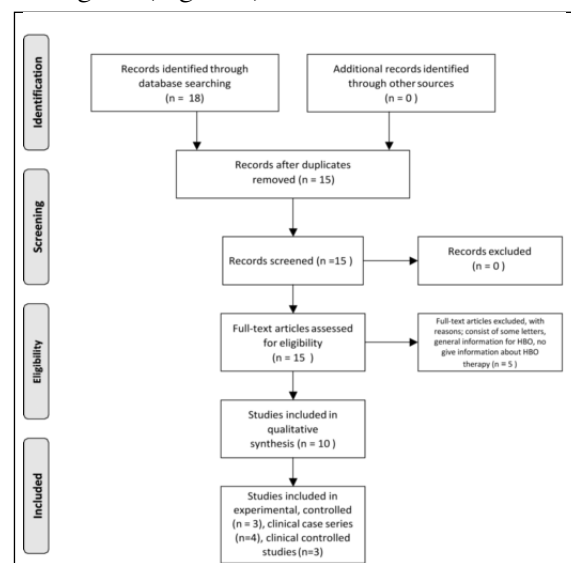 Identification
Records identified through
database searching
(n = 18)
Additional records identified
through other sources
(n = 0 )
Records after duplicates
removed (n = 15)
Screening
Records screened (n =15 )
Records excluded
(n = 0 )
Eligibility
Full-text articles assessed
for eligibility
(n = 15 )
Full-text articles excluded, with
reasons; consist of some letters,
general information for HBO, no
give information about HBO
therapy (n = 5 )
Studies included in
qualitative
synthesis (n = 10 )
Included
Studies included in
experimental, controlled
(n = 3), clinical case series
(n=4), clinical controlled
studies (n=3)